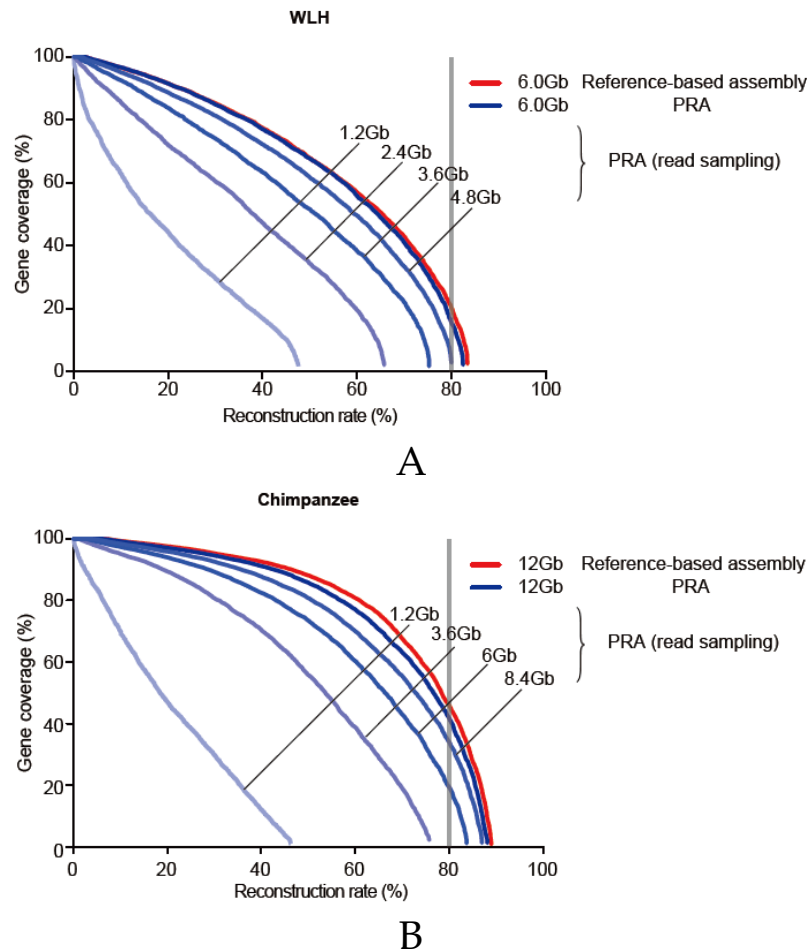 WLH
100
80
60
40
20
0
Gene coverage (%)
0 20 40 60 80 100
Reconstruction rate (%)
6.0Gb Reference-based assembly
6.0Gb PRA
PRA (read sampling)
1.2Gb
2.4Gb
3.6Gb
4.8Gb
A
Chimpanzee
100
80
60
40
20
0
Gene coverage (%)
0 20 40 60 80 100
Reconstruction rate (%)
12Gb Reference-based assembly
12Gb PRA
PRA (read sampling)
1.2Gb
3.6Gb
6Gb
8.4Gb
B